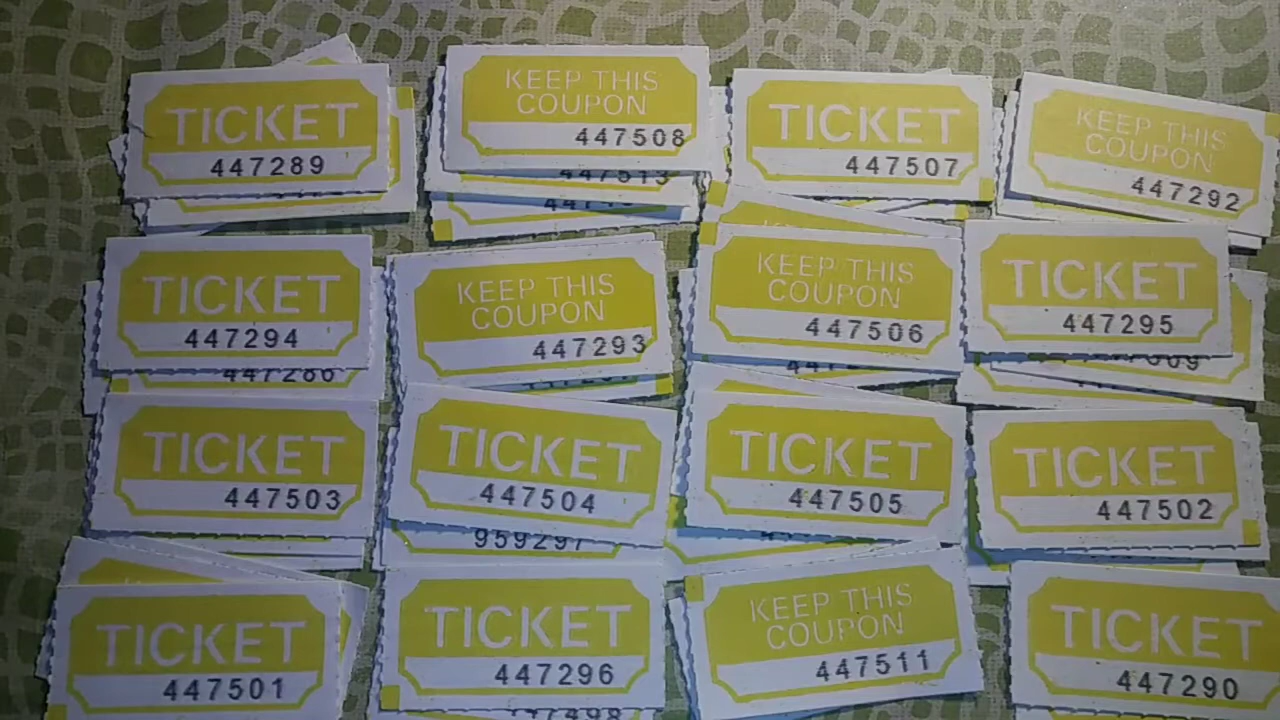 TICKET
447289
KEEP THIS
COUPON
447508
447513
TICKET
447507
KEEP THIS
COUPON
447292
TICKET
447294
447286
KEEP THIS
COUPON
447293
KEEP THIS
COUPON
447506
TICKET
447295
TICKET
447503
TICKET
447504
959297
TICKET
447505
TICKET
447502
TICKET
447501
TICKET
447296
KEEP THIS
COUPON
447511
TICKET
447290